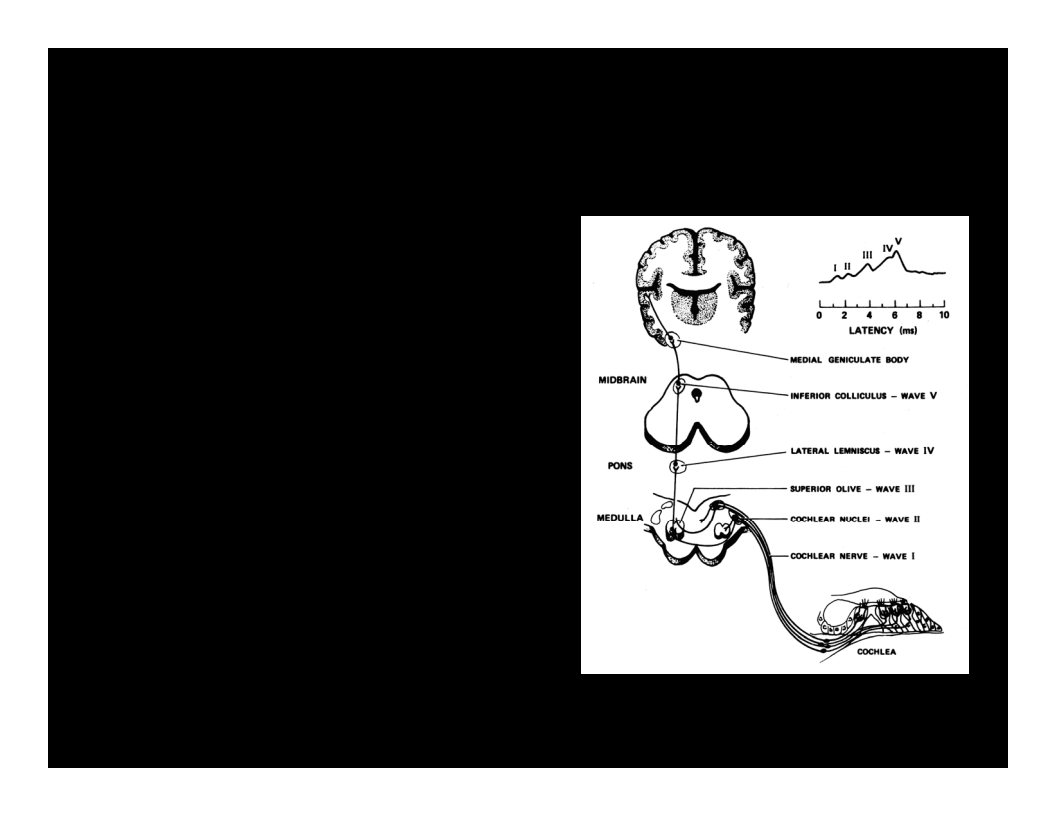 I II III IV V
0 2 4 6 8 10
LATENCY (ms)
MEDIAL GENICULATE BODY
MIDBRAIN
INFERIOR COLLICULUS – WAVE V
LATERAL LEMNISCUS – WAVE IV
PONS
SUPERIOR OLIVE – WAVE III
MEDULLA
COCHLEAR NUCLEI – WAVE II
COCHLEAR NERVE – WAVE I
COCHLEA